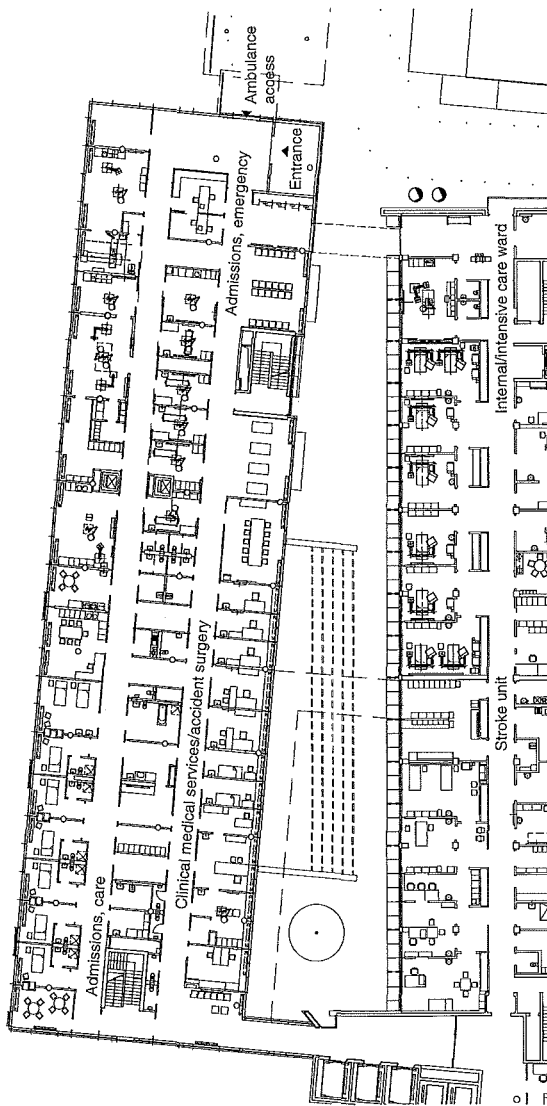 Ambulance
access
Entrance
Admissions, emergency
Internal/intensive care ward
Clinical medical services/accident surgery
Stroke unit
Admissions, care